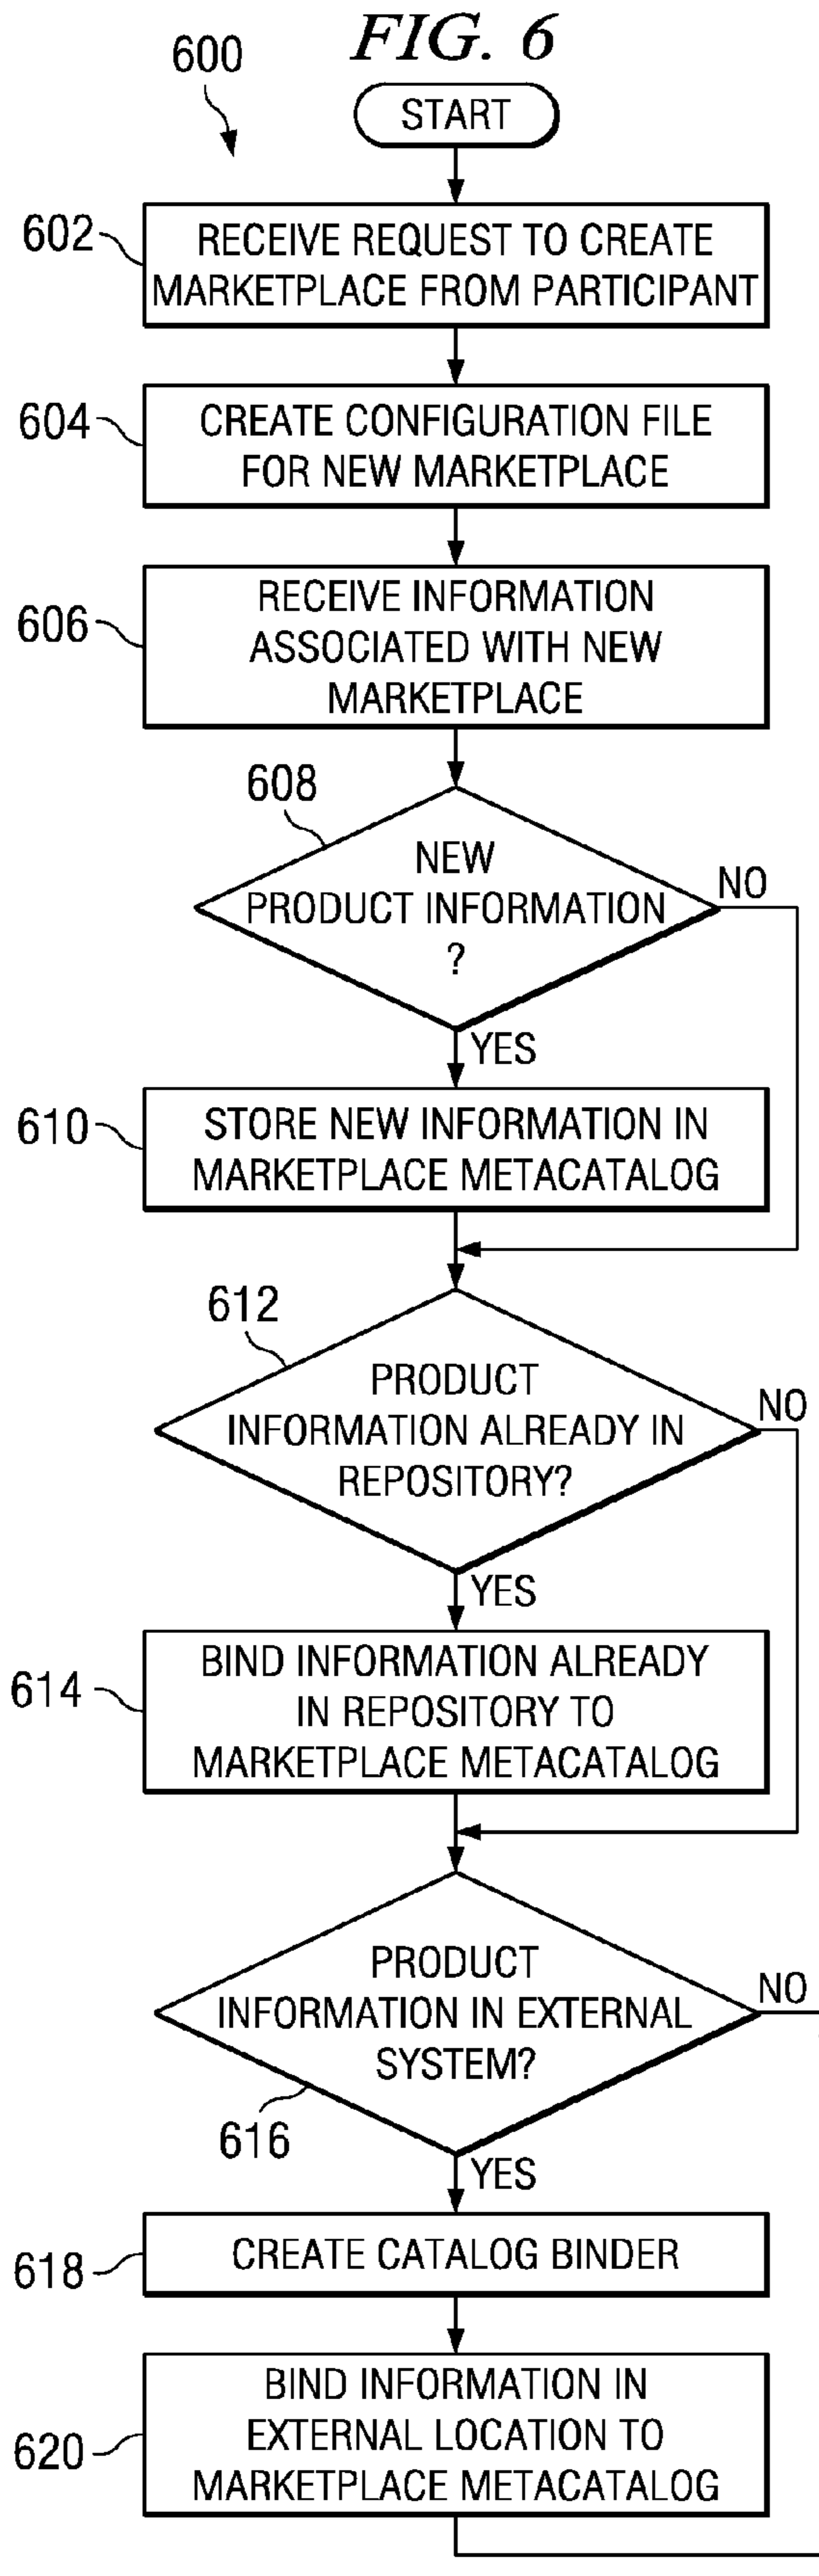 FIG. 6
600
START
602
RECEIVE REQUEST TO CREATE
MARKETPLACE FROM PARTICIPANT
604
CREATE CONFIGURATION FILE
FOR NEW MARKETPLACE
606
RECEIVE INFORMATION
ASSOCIATED WITH NEW
MARKETPLACE
608
NEW
PRODUCT INFORMATION
?
NO
YES
610
STORE NEW INFORMATION IN
MARKETPLACE METACATALOG
612
PRODUCT
INFORMATION ALREADY IN
REPOSITORY?
NO
YES
614
BIND INFORMATION ALREADY
IN REPOSITORY TO
MARKETPLACE METACATALOG
PRODUCT
INFORMATION IN EXTERNAL
SYSTEM?
NO
616
YES
618
CREATE CATALOG BINDER
620
BIND INFORMATION IN
EXTERNAL LOCATION TO
MARKETPLACE METACATALOG